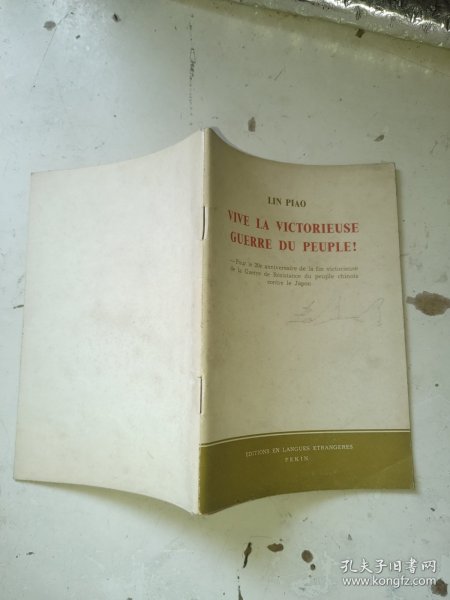 LIN PIAO
VIVE LA VICTORIEUSE
GUERRE DU PEUPLE!
—Pour le 20e anniversaire de la fin victorieuse
de la Guerre de Résistance du peuple chinois
contre le Japon
EDITIONS EN LANGUES ETRANGERES
PEKIN
孔夫子旧书网
www.kongfz.com